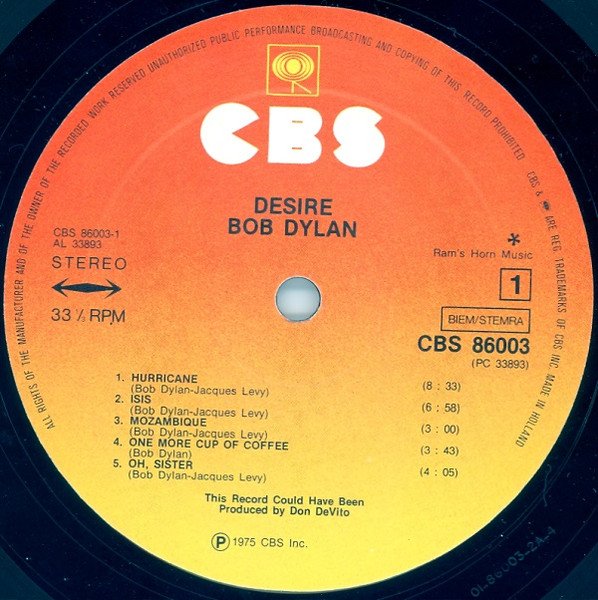 ALL RIGHTS OF THE MANUFACTURER AND OF THE OWNER OF THE RECORDED WORK RESERVED UNAUTHORIZED PUBLIC PERFORMANCE BROADCASTING AND COPYING OF THIS RECORD PROHIBITED. CBS & ARE REG. TRADEMARKS OF CBS INC. MADE IN HOLLAND
CBS
DESIRE
BOB DYLAN
CBS 86003-1
AL 33893
STEREO
33 ⅓ RPM
*
Ram's Horn Music
1
BIEM/STEMRA
CBS 86003
(PC 33893)
1. HURRICANE
(Bob Dylan-Jacques Levy) (8 : 33)
2. ISIS
(Bob Dylan-Jacques Levy) (6 : 58)
3. MOZAMBIQUE
(Bob Dylan-Jacques Levy) (3 : 00)
4. ONE MORE CUP OF COFFEE
(Bob Dylan) (3 : 43)
5. OH, SISTER
(Bob Dylan-Jacques Levy) (4 : 05)
This Record Could Have Been
Produced by Don DeVito
Ⓟ 1975 CBS Inc.
01-86003-2A-4